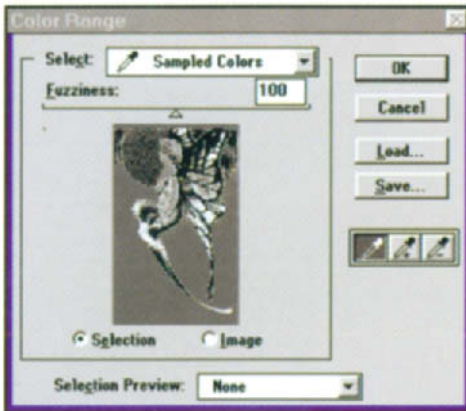 Color Range
Select: Sampled Colors
Fuzziness: 100
OK
Cancel
Load...
Save...
Selection Image
Selection Preview: None